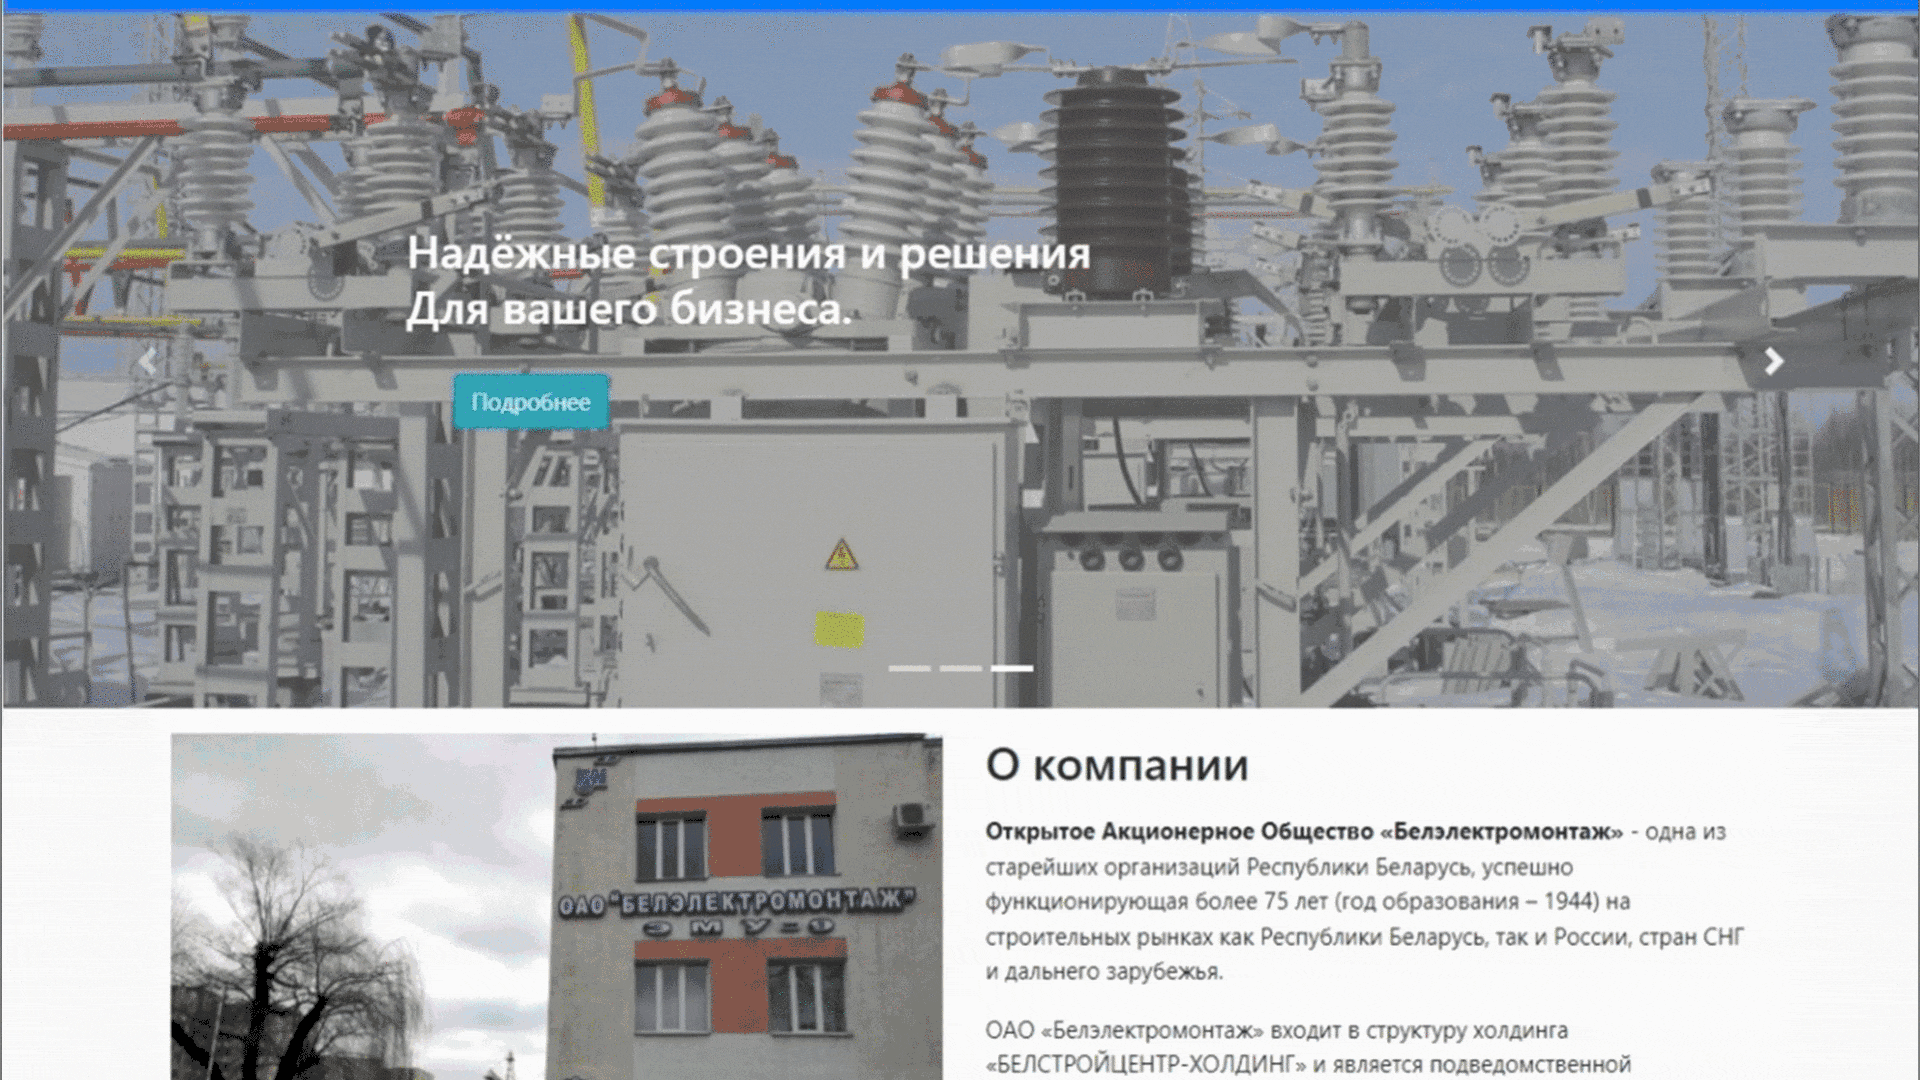 Надёжные строения и решения
Для вашего бизнеса.
Подробнее
ОАО "БЕЛЭЛЕКТРОМОНТАЖ"
ЭМУ-9
О компании
Открытое Акционерное Общество «Белэлектромонтаж» - одна из
старейших организаций Республики Беларусь, успешно
функционирующая более 75 лет (год образования – 1944) на
строительных рынках как Республики Беларусь, так и России, стран СНГ
и дальнего зарубежья.
ОАО «Белэлектромонтаж» входит в структуру холдинга
«БЕЛСТРОЙЦЕНТР-ХОЛДИНГ» и является подведомственной